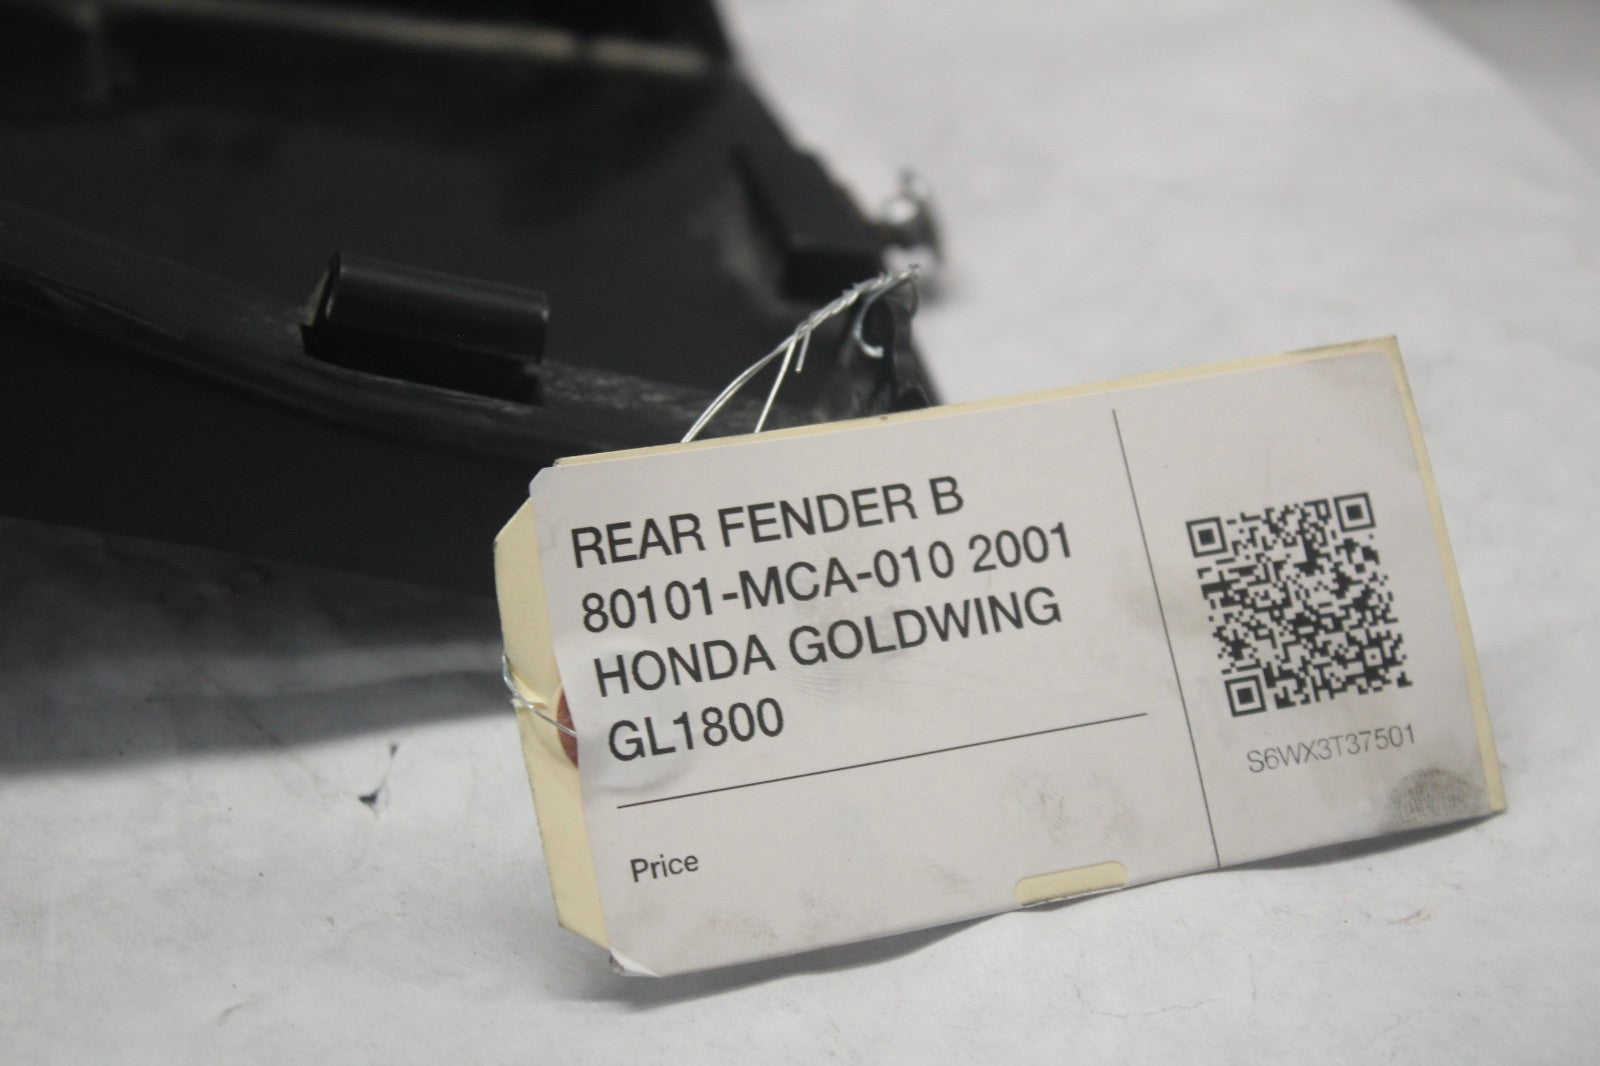 REAR FENDER B
80101-MCA-010 2001
HONDA GOLDWING
GL1800
Price
S6WX3T37501